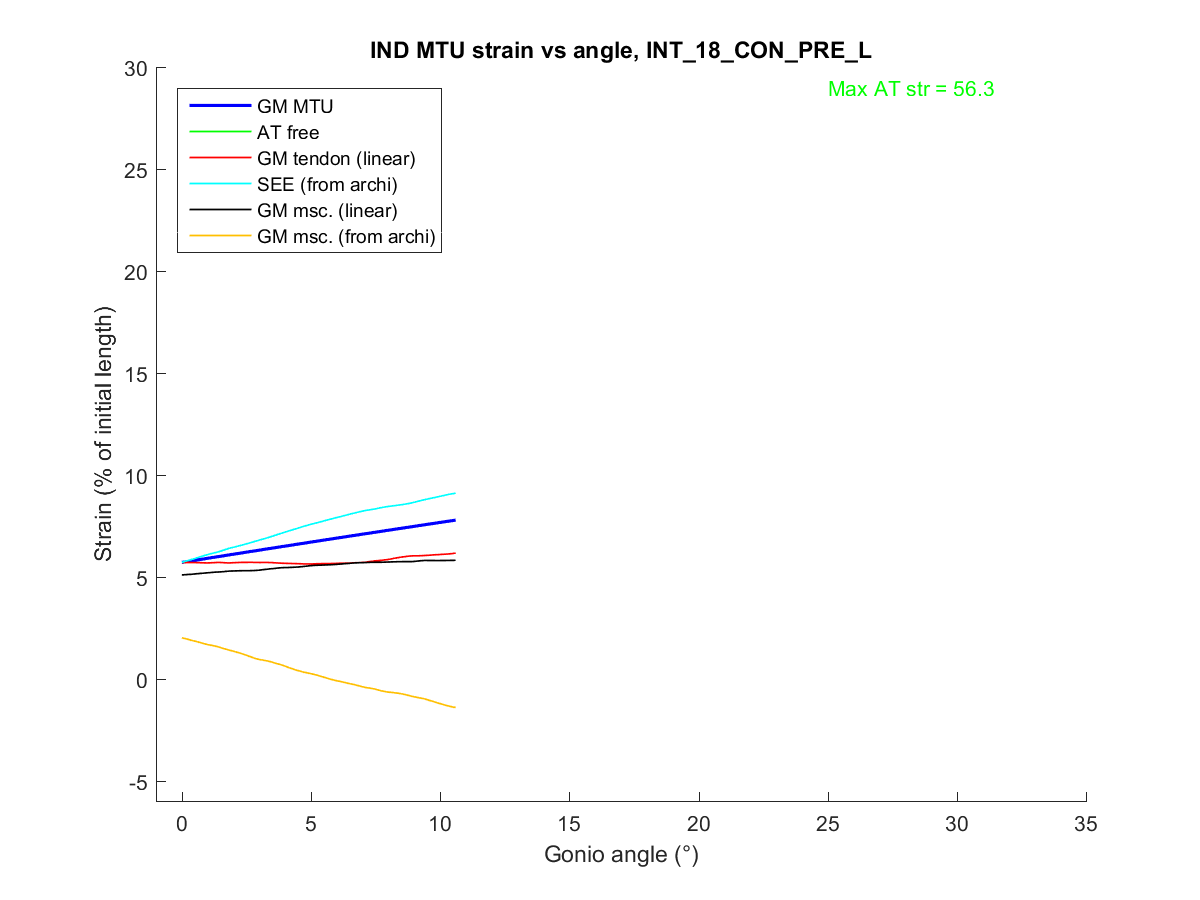 IND MTU strain vs angle, INT_18_CON_PRE_L
Max AT str = 56.3
GM MTU
AT free
GM tendon (linear)
SEE (from archi)
GM msc. (linear)
GM msc. (from archi)
Strain (% of initial length)
30
25
20
15
10
5
0
-5
0 5 10 15 20 25 30 35
Gonio angle (°)